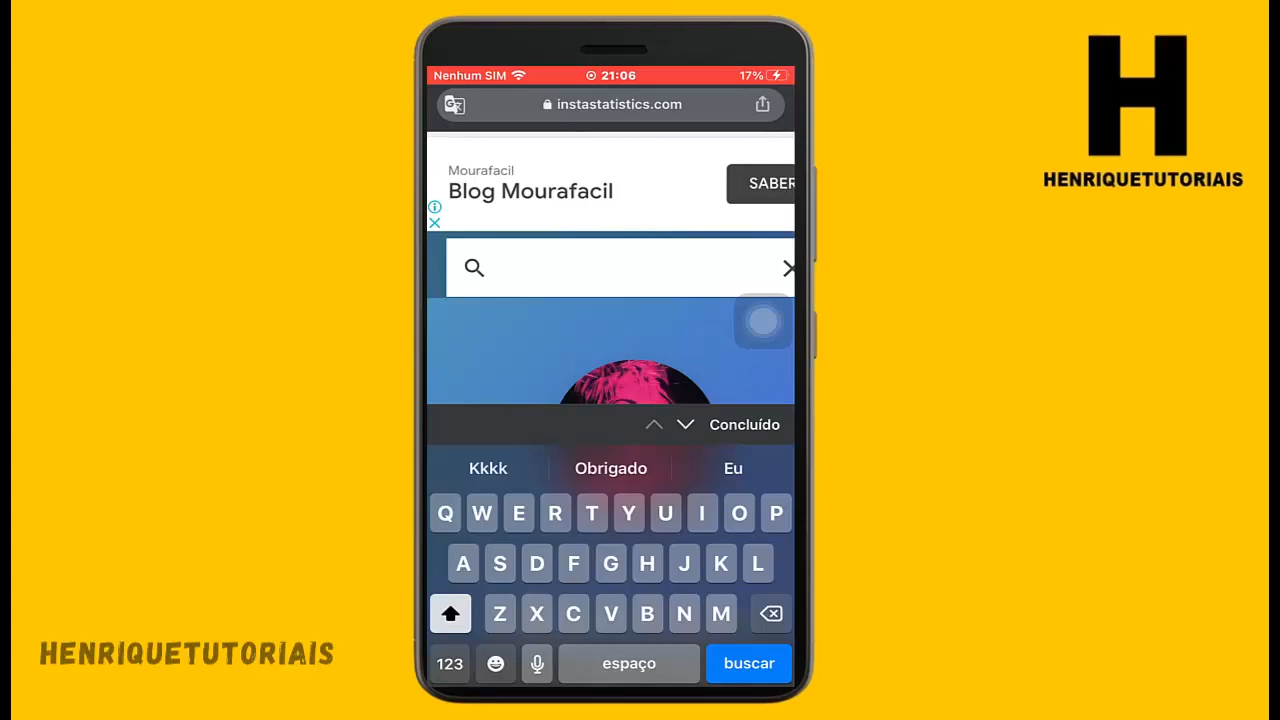 Nenhum SIM 21:06 17%
instastatistics.com
Mourafacil
Blog Mourafacil
SABER
Concluído
Kkkk Obrigado Eu
Q W E R T Y U I O P
A S D F G H J K L
Z X C V B N M
123 espaço buscar
H
HENRIQUETUTORIAIS
HENRIQUETUTORIAIS